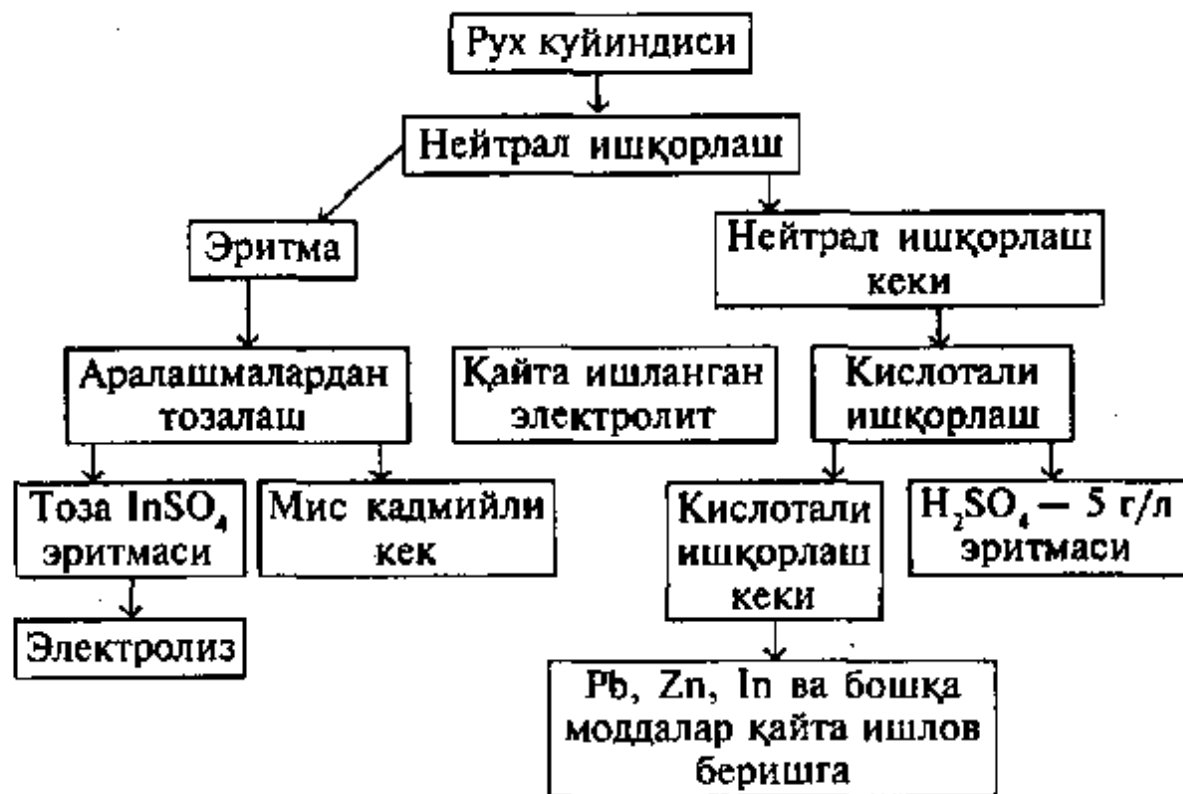 Рух куйиндиси
Нейтрал ишқорлаш
Эритма
Нейтрал ишқорлаш
кеки
Аралашмалардан
тозалаш
Қайта ишланган
электролит
Кислотали
ишқорлаш
Тоза InSO₄
эритмаси
Мис кадмийли
кек
Кислотали
ишқорлаш
кеки
H₂SO₄ — 5 г/л
эритмаси
Электролиз
Pb, Zn, In ва бошқа
моддалар қайта ишлов
беришга